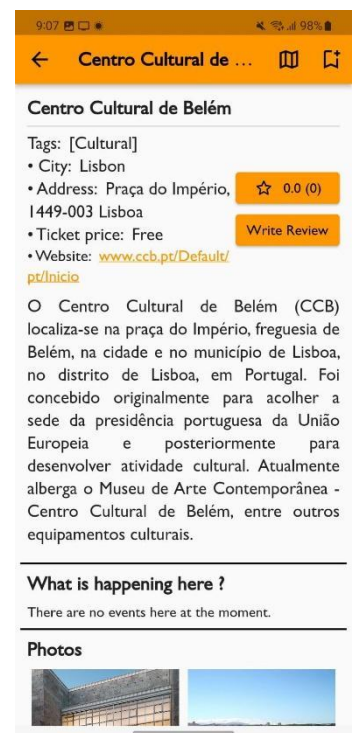 9:07
98%
Centro Cultural de ...
Centro Cultural de Belém
Tags: [Cultural]
• City: Lisbon
• Address: Praça do Império,
1449-003 Lisboa
0.0 (0)
• Ticket price: Free
Write Review
• Website: www.ccb.pt/Default/
pt/Inicio
O Centro Cultural de Belém (CCB)
localiza-se na praça do Império, freguesia de
Belém, na cidade e no município de Lisboa,
no distrito de Lisboa, em Portugal. Foi
concebido originalmente para acolher a
sede da presidência portuguesa da União
Europeia e posteriormente para
desenvolver atividade cultural. Atualmente
alberga o Museu de Arte Contemporânea -
Centro Cultural de Belém, entre outros
equipamentos culturais.
What is happening here ?
There are no events here at the moment.
Photos